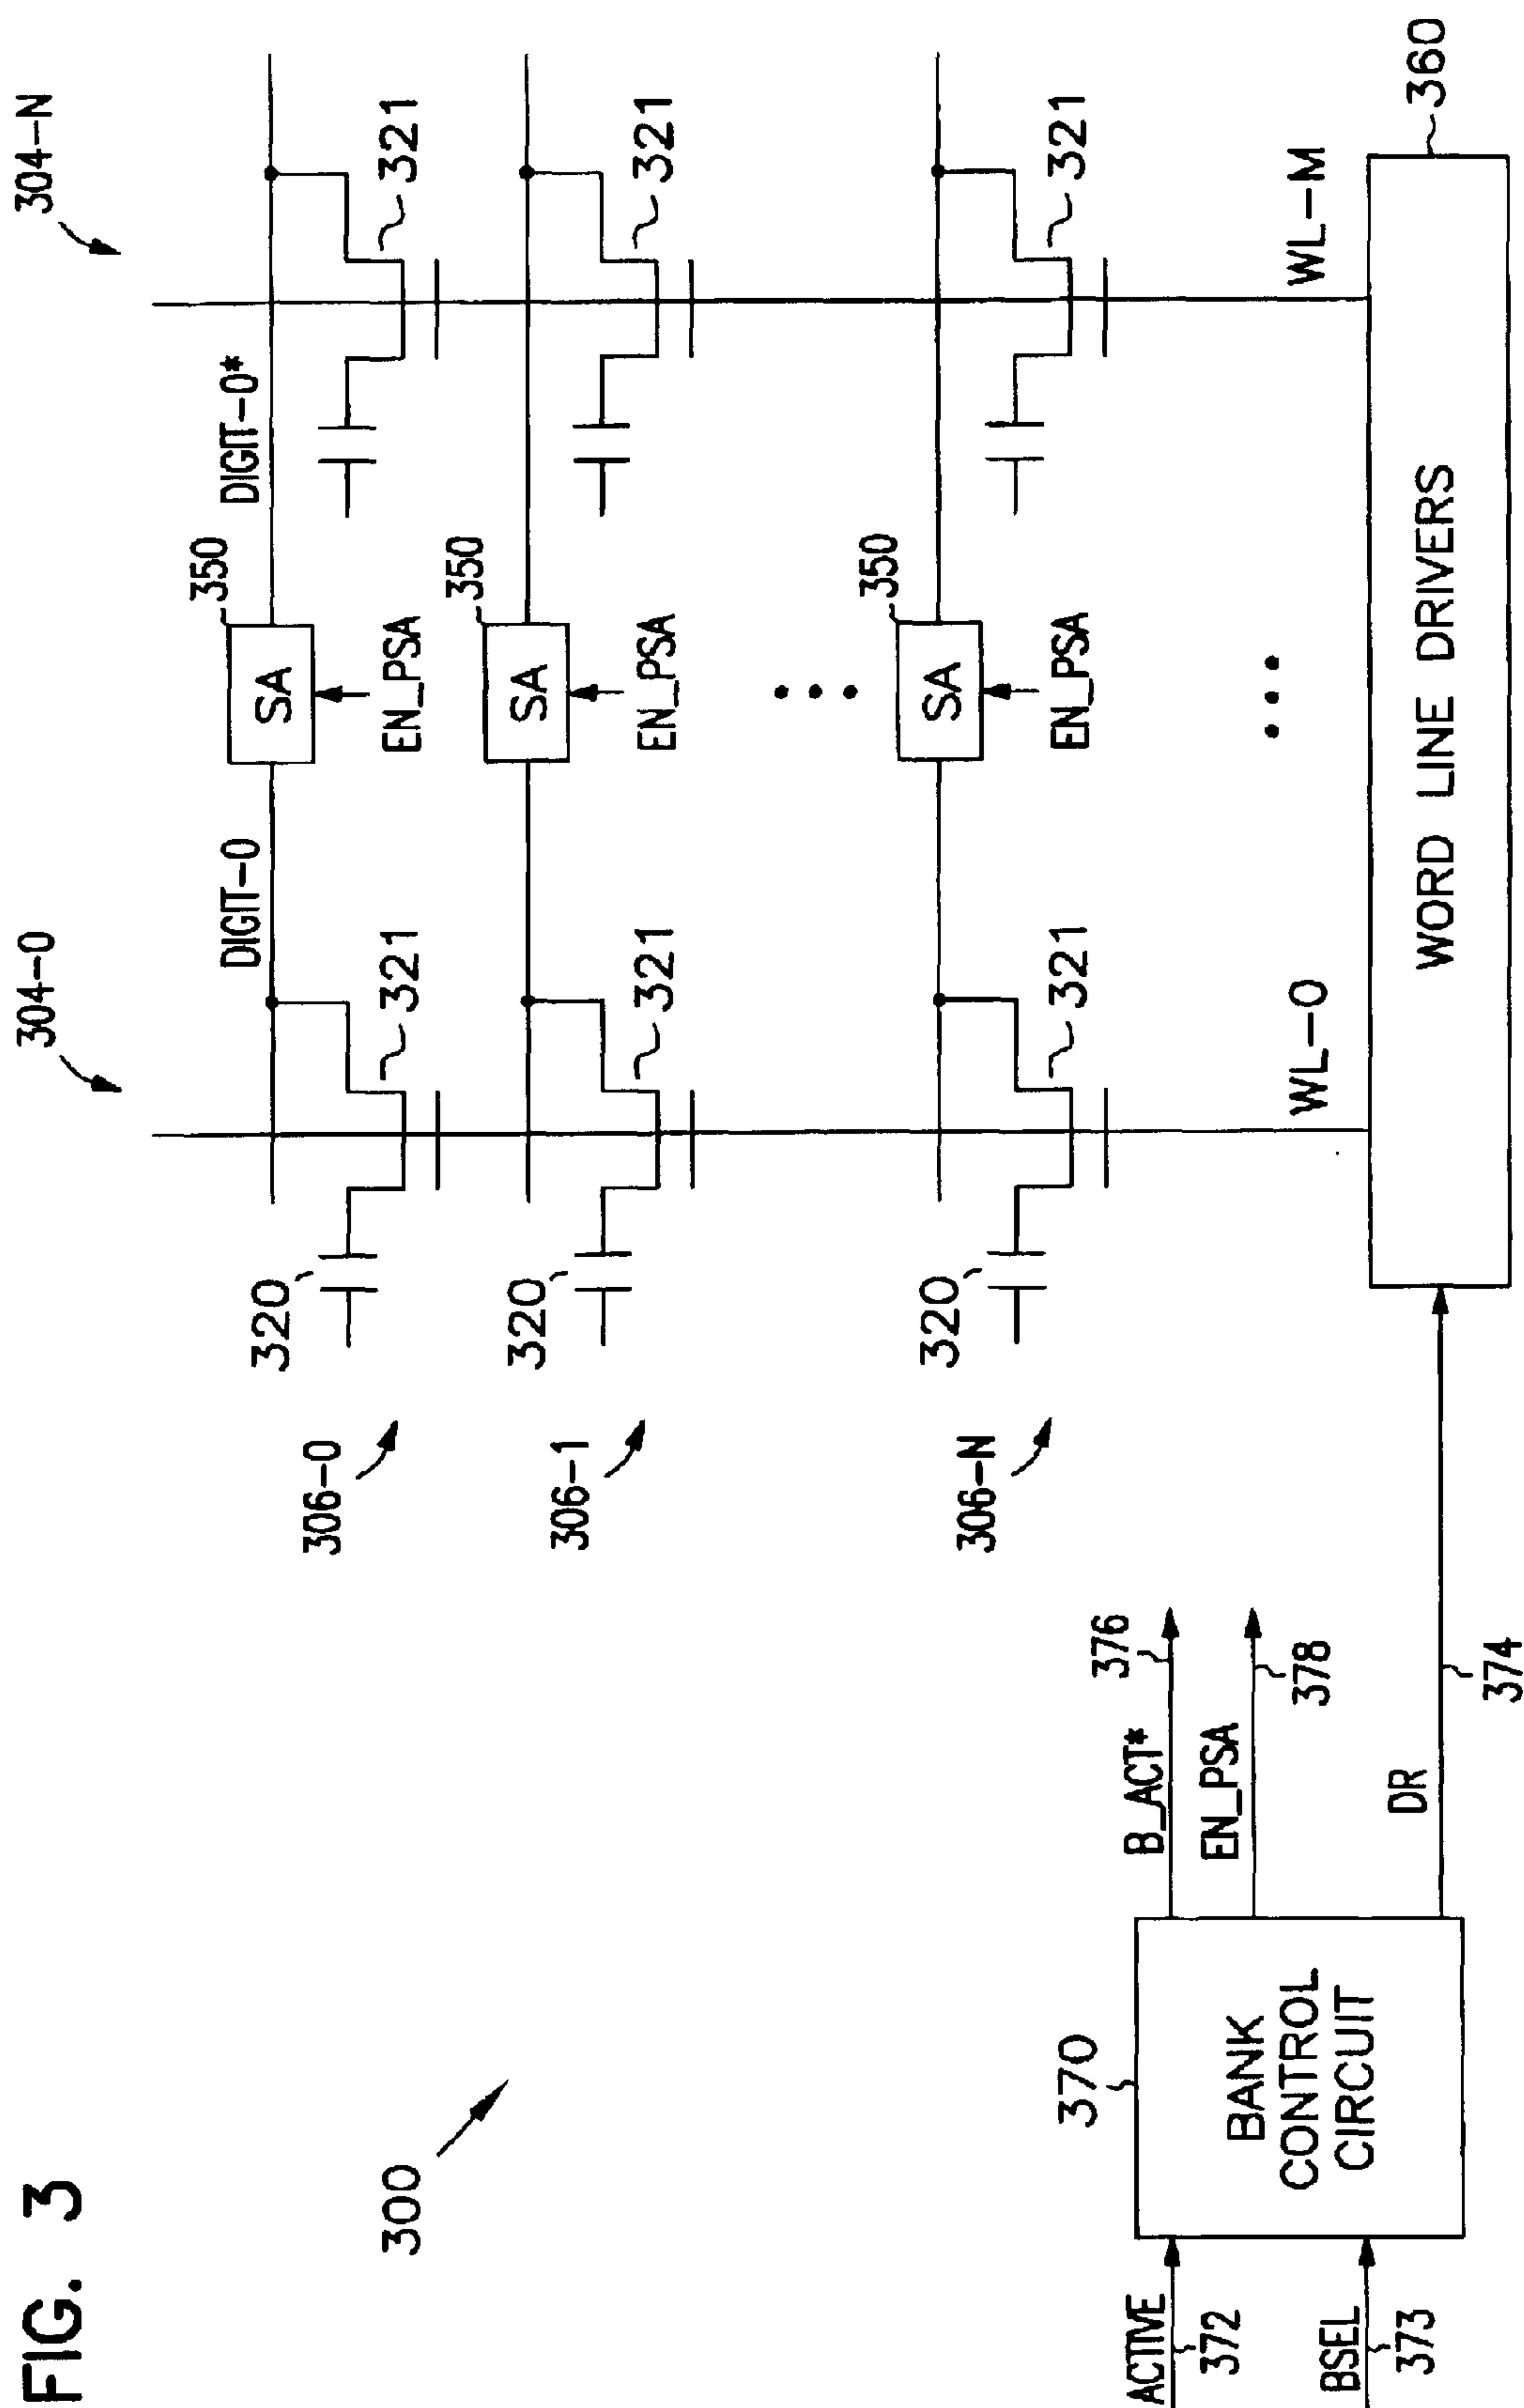 FIG. 3
300
304-0
304-N
350
DIGIT-0
DIGIT-0*
SA
320
321
321
EN_PSA
306-0
350
SA
320
321
321
EN_PSA
306-1
350
SA
320
321
321
EN_PSA
306-N
WL-0
WL-M
WORD LINE DRIVERS
360
370
BANK
CONTROL
CIRCUIT
ACTIVE
372
BSEL
373
B_ACT*
376
EN_PSA
378
DR
374